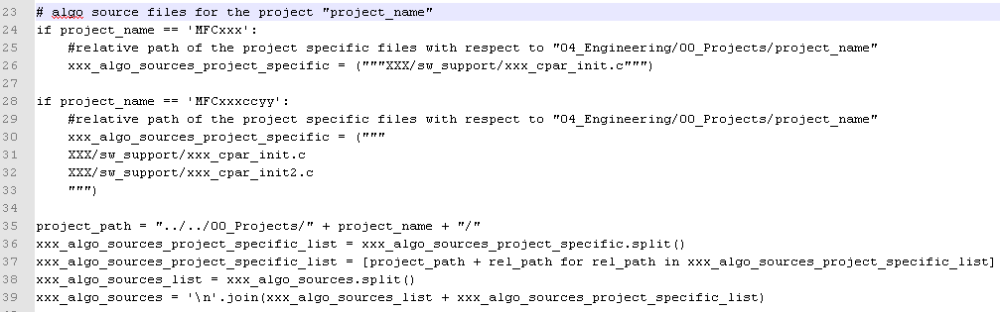 23 # algo source files for the project "project_name"
24 if project_name == 'MFCxxx':
25     #relative path of the project specific files with respect to "04_Engineering/00_Projects/project_name"
26     xxx_algo_sources_project_specific = ("""XXX/sw_support/xxx_cpar_init.c""")
27
28 if project_name == 'MFCxxxccyy':
29     #relative path of the project specific files with respect to "04_Engineering/00_Projects/project_name"
30     xxx_algo_sources_project_specific = ("""
31     XXX/sw_support/xxx_cpar_init.c
32     XXX/sw_support/xxx_cpar_init2.c
33     """)
34
35 project_path = "../../00_Projects/" + project_name + "/"
36 xxx_algo_sources_project_specific_list = xxx_algo_sources_project_specific.split()
37 xxx_algo_sources_project_specific_list = [project_path + rel_path for rel_path in xxx_algo_sources_project_specific_list]
38 xxx_algo_sources_list = xxx_algo_sources.split()
39 xxx_algo_sources = '\n'.join(xxx_algo_sources_list + xxx_algo_sources_project_specific_list)